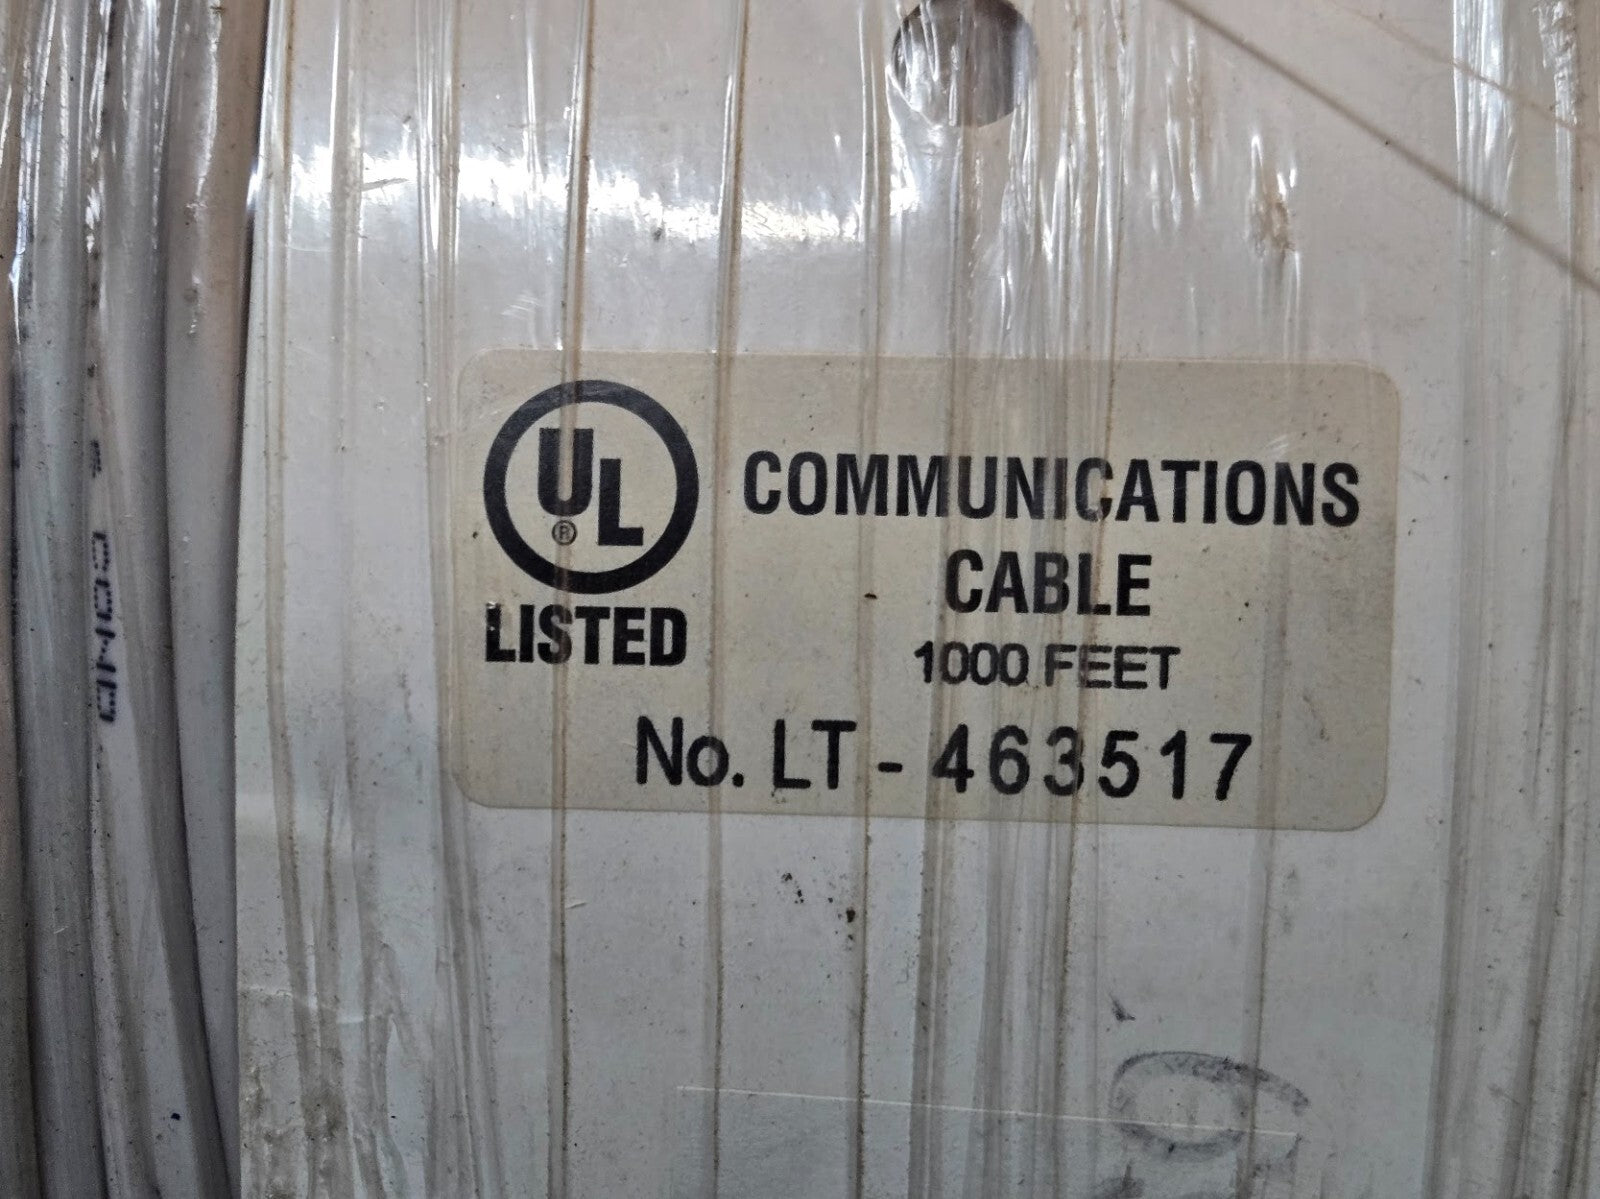 UL
®
LISTED
COMMUNICATIONS
CABLE
1000 FEET
No. LT - 463517